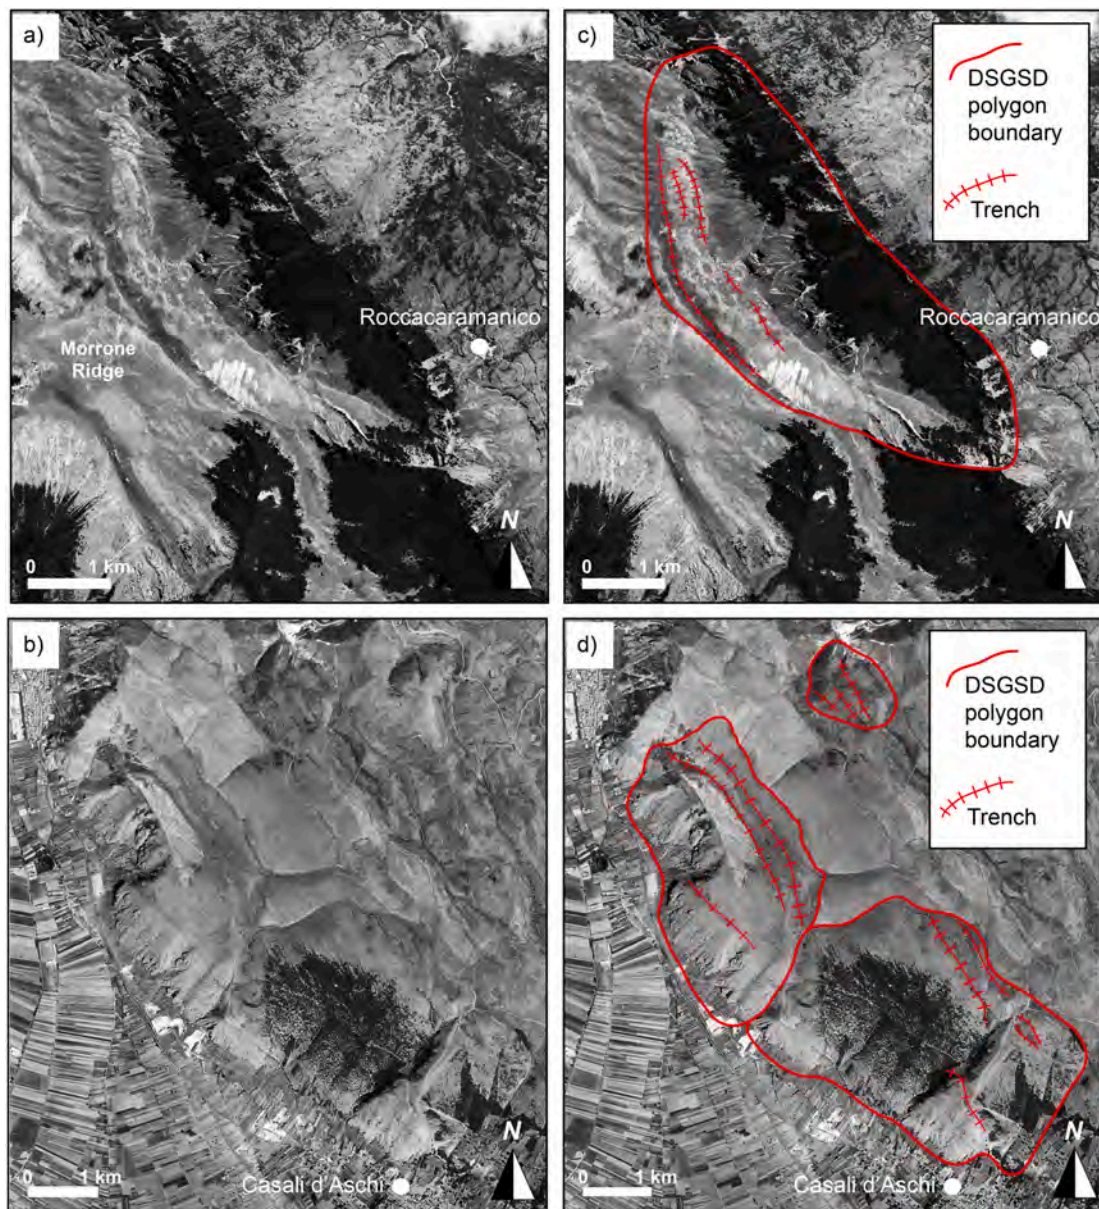 a)
Roccacaramanico
Morrone
Ridge
N
0 1 km
c)
DSGSD
polygon
boundary
Trench
Roccacaramanico
N
0 1 km
b)
N
0 1 km
Casali d'Aschi
d)
DSGSD
polygon
boundary
Trench
N
0 1 km
Casali d'Aschi